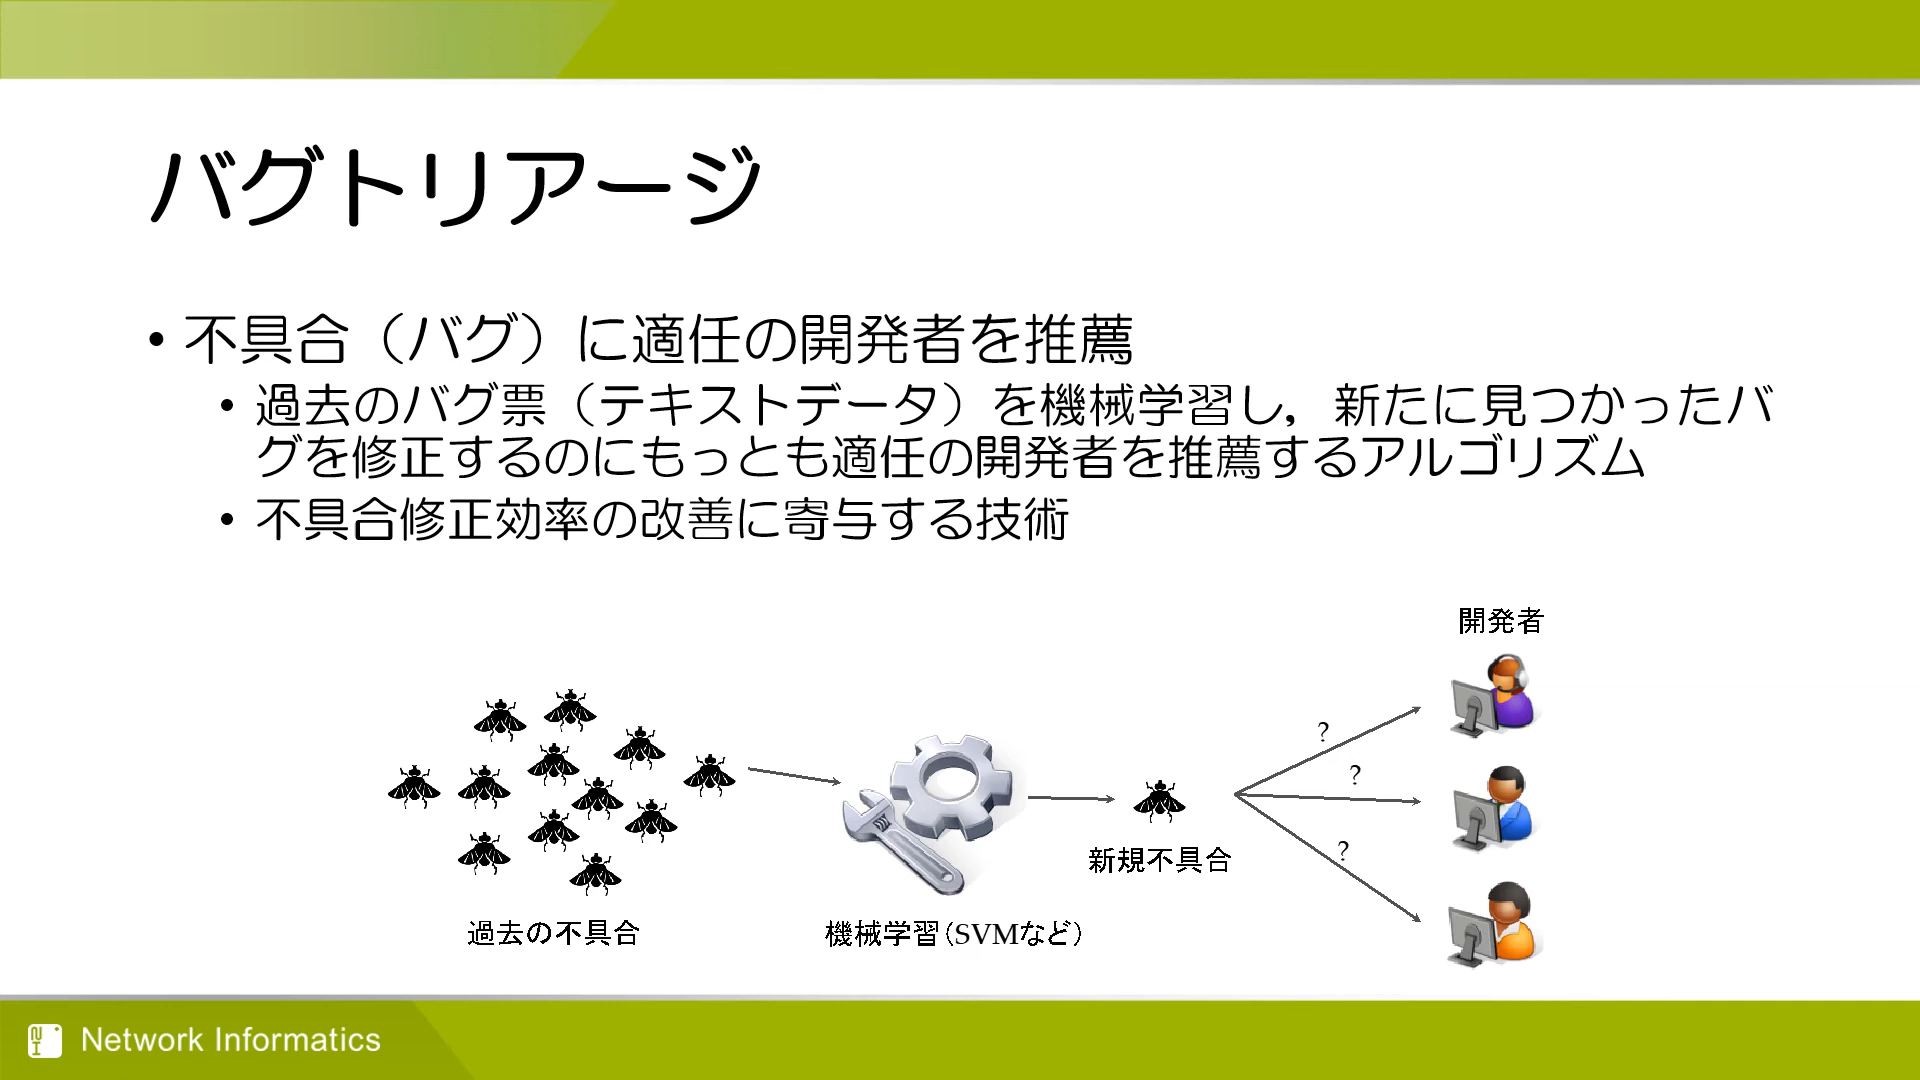 バグトリアージ
• 不具合（バグ）に適任の開発者を推薦
• 過去のバグ票（テキストデータ）を機械学習し，新たに見つかったバ
グを修正するのにもっとも適任の開発者を推薦するアルゴリズム
• 不具合修正効率の改善に寄与する技術
開発者
?
?
?
新規不具合
過去の不具合
機械学習（SVMなど）
NI
Network Informatics